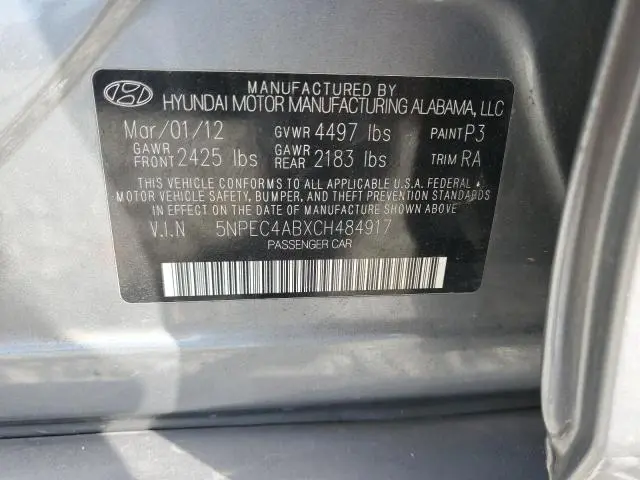 MANUFACTURED BY
HYUNDAI MOTOR MANUFACTURING ALABAMA, LLC
Mar/01/12 GVWR 4497 lbs PAINT P3
GAWR FRONT 2425 lbs GAWR REAR 2183 lbs TRIM RA
THIS VEHICLE CONFORMS TO ALL APPLICABLE U.S.A. FEDERAL
MOTOR VEHICLE SAFETY, BUMPER, AND THEFT PREVENTION STANDARDS
IN EFFECT ON THE DATE OF MANUFACTURE SHOWN ABOVE
V.I.N 5NPEC4ABXCH484917
PASSENGER CAR